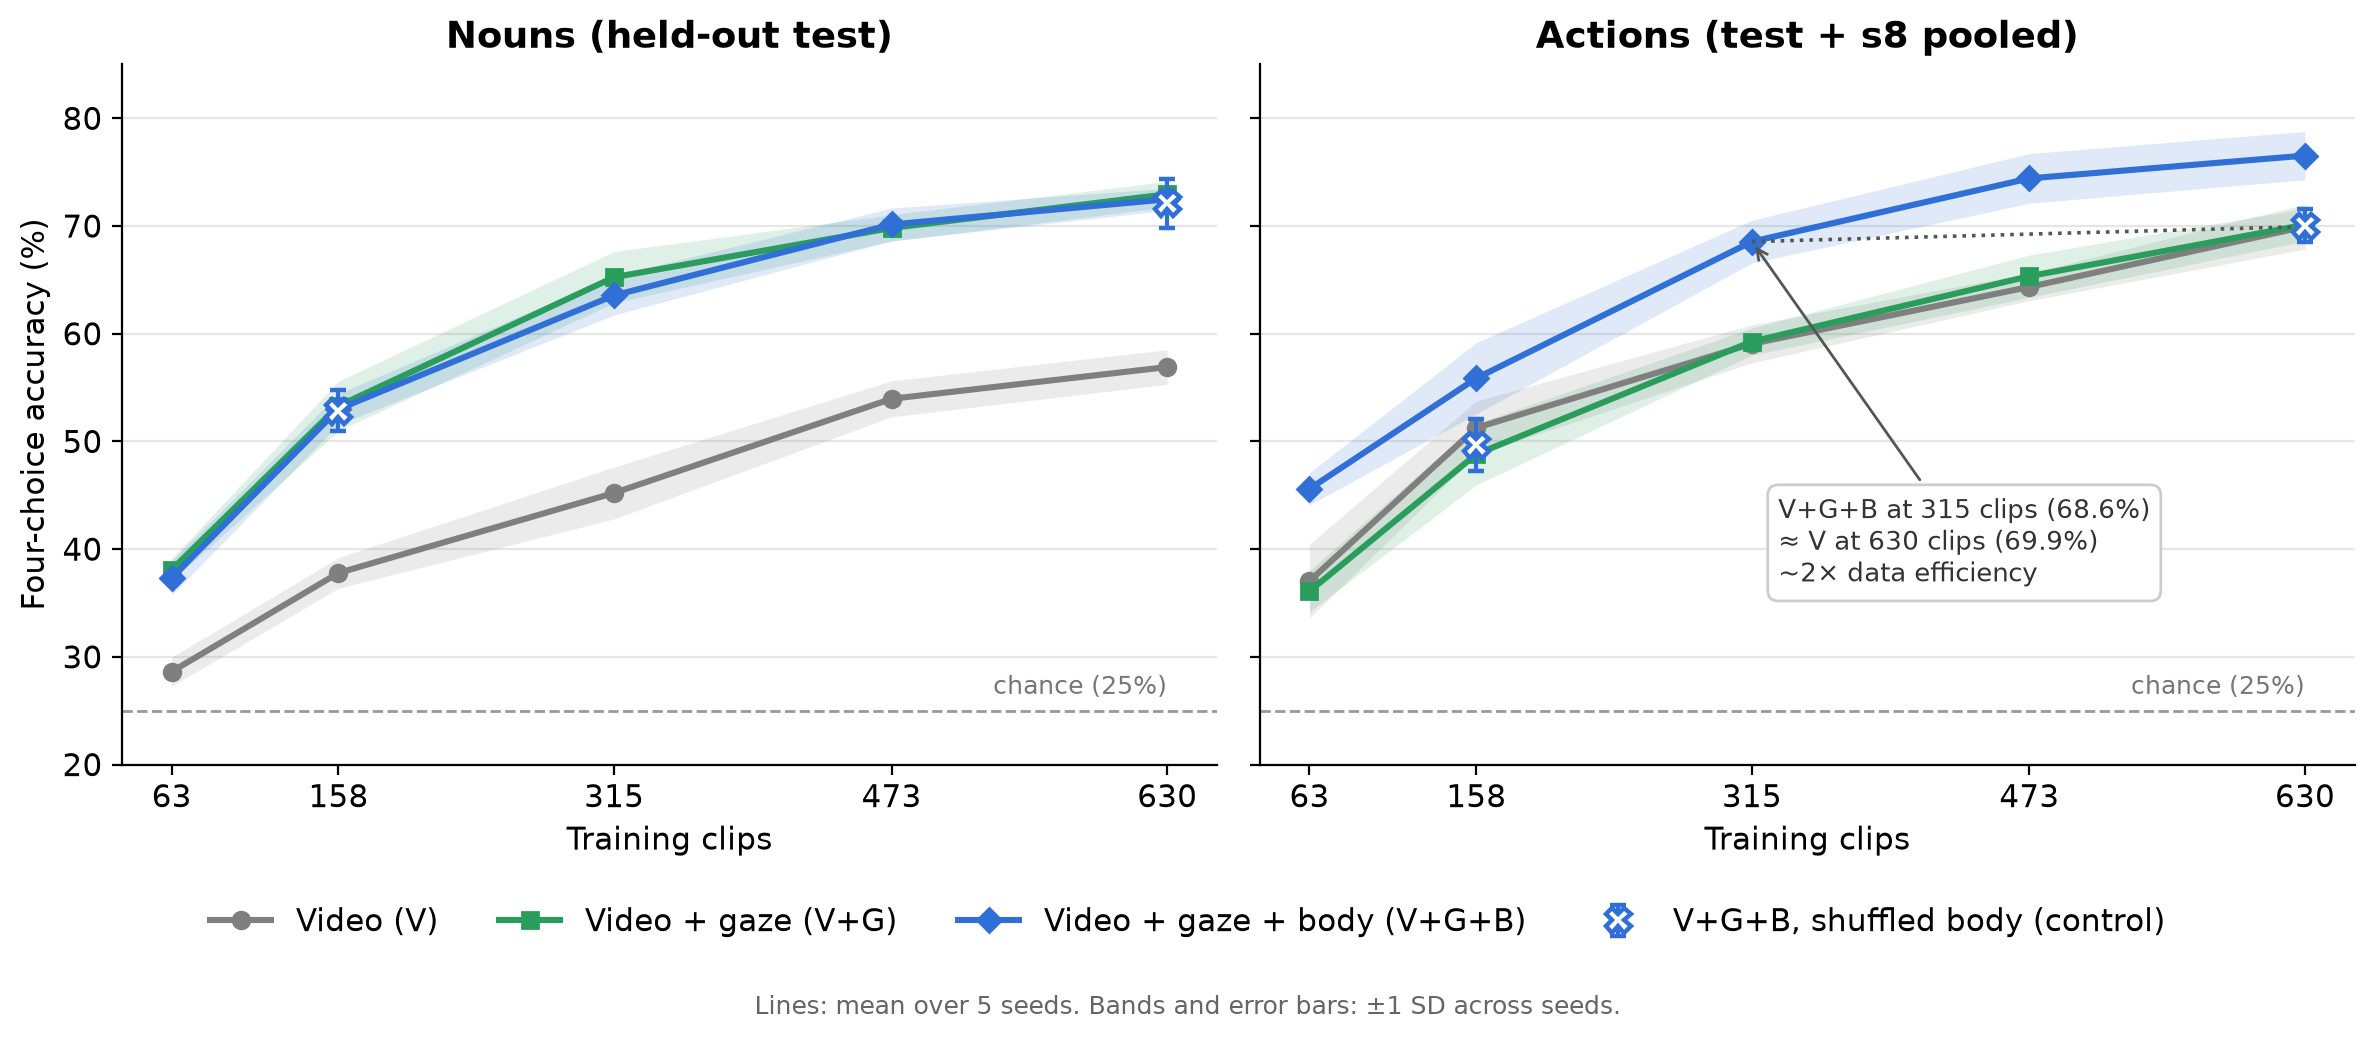 Nouns (held-out test)
Actions (test + s8 pooled)
Four-choice accuracy (%)
80
70
60
50
40
30
20
chance (25%)
63 158 315 473 630
Training clips
V+G+B at 315 clips (68.6%)
≈ V at 630 clips (69.9%)
~2× data efficiency
chance (25%)
63 158 315 473 630
Training clips
Video (V) Video + gaze (V+G) Video + gaze + body (V+G+B) V+G+B, shuffled body (control)
Lines: mean over 5 seeds. Bands and error bars: ±1 SD across seeds.